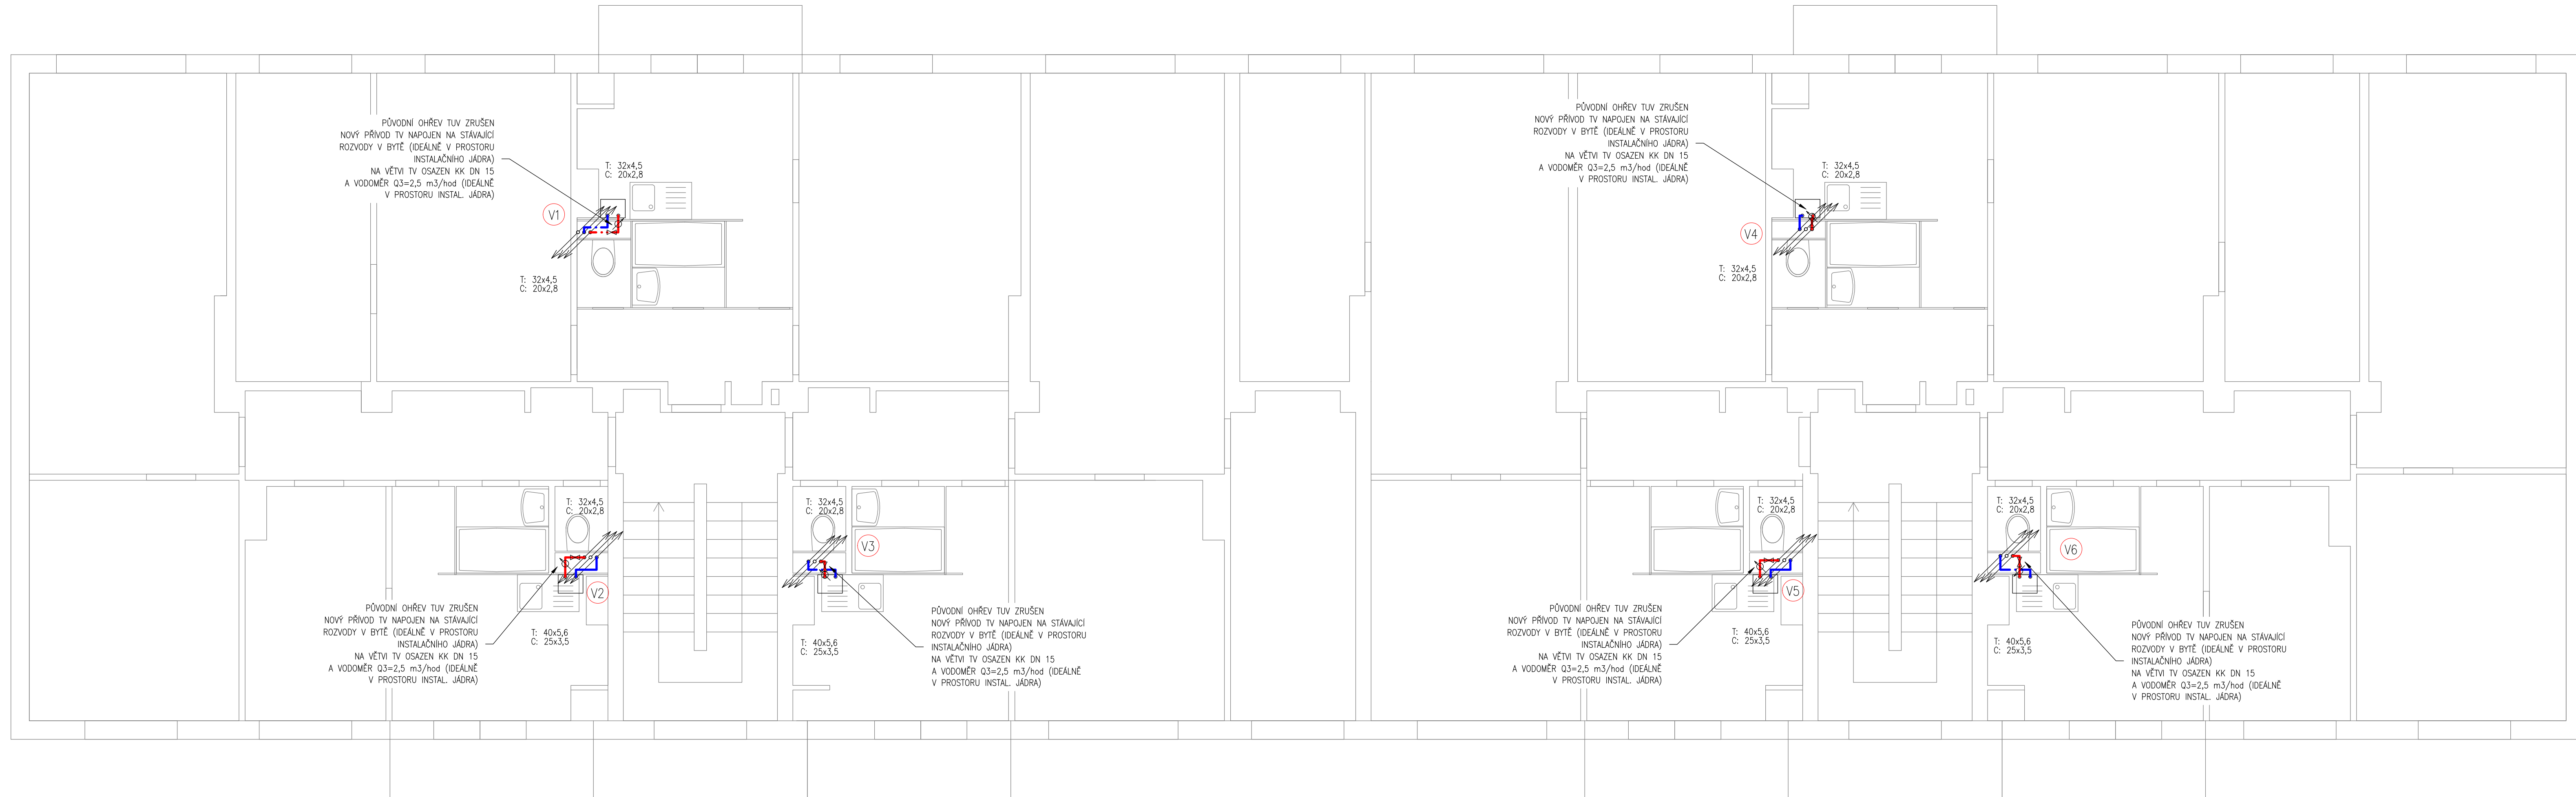 PŮVODNÍ OHŘEV TUV ZRUŠEN
NOVÝ PŘÍVOD TV NAPOJEN NA STÁVAJÍCÍ
ROZVODY V BYTĚ (IDEÁLNĚ V PROSTORU
INSTALAČNÍHO JÁDRA)
NA VĚTVI TV OSAZEN KK DN 15
A VODOMĚR Q3=2,5 m3/hod (IDEÁLNĚ
V PROSTORU INSTAL. JÁDRA)
T: 32x4,5
C: 20x2,8
V1
T: 32x4,5
C: 20x2,8
PŮVODNÍ OHŘEV TUV ZRUŠEN
NOVÝ PŘÍVOD TV NAPOJEN NA STÁVAJÍCÍ
ROZVODY V BYTĚ (IDEÁLNĚ V PROSTORU
INSTALAČNÍHO JÁDRA)
NA VĚTVI TV OSAZEN KK DN 15
A VODOMĚR Q3=2,5 m3/hod (IDEÁLNĚ
V PROSTORU INSTAL. JÁDRA)
T: 32x4,5
C: 20x2,8
V4
T: 32x4,5
C: 20x2,8
T: 32x4,5
C: 20x2,8
V2
PŮVODNÍ OHŘEV TUV ZRUŠEN
NOVÝ PŘÍVOD TV NAPOJEN NA STÁVAJÍCÍ
ROZVODY V BYTĚ (IDEÁLNĚ V PROSTORU
INSTALAČNÍHO JÁDRA)
NA VĚTVI TV OSAZEN KK DN 15
A VODOMĚR Q3=2,5 m3/hod (IDEÁLNĚ
V PROSTORU INSTAL. JÁDRA)
T: 40x5,6
C: 25x3,5
T: 32x4,5
C: 20x2,8
V3
T: 40x5,6
C: 25x3,5
PŮVODNÍ OHŘEV TUV ZRUŠEN
NOVÝ PŘÍVOD TV NAPOJEN NA STÁVAJÍCÍ
ROZVODY V BYTĚ (IDEÁLNĚ V PROSTORU
INSTALAČNÍHO JÁDRA)
NA VĚTVI TV OSAZEN KK DN 15
A VODOMĚR Q3=2,5 m3/hod (IDEÁLNĚ
V PROSTORU INSTAL. JÁDRA)
T: 32x4,5
C: 20x2,8
V5
PŮVODNÍ OHŘEV TUV ZRUŠEN
NOVÝ PŘÍVOD TV NAPOJEN NA STÁVAJÍCÍ
ROZVODY V BYTĚ (IDEÁLNĚ V PROSTORU
INSTALAČNÍHO JÁDRA)
NA VĚTVI TV OSAZEN KK DN 15
A VODOMĚR Q3=2,5 m3/hod (IDEÁLNĚ
V PROSTORU INSTAL. JÁDRA)
T: 40x5,6
C: 25x3,5
T: 32x4,5
C: 20x2,8
V6
T: 40x5,6
C: 25x3,5
PŮVODNÍ OHŘEV TUV ZRUŠEN
NOVÝ PŘÍVOD TV NAPOJEN NA STÁVAJÍCÍ
ROZVODY V BYTĚ (IDEÁLNĚ V PROSTORU
INSTALAČNÍHO JÁDRA)
NA VĚTVI TV OSAZEN KK DN 15
A VODOMĚR Q3=2,5 m3/hod (IDEÁLNĚ
V PROSTORU INSTAL. JÁDRA)